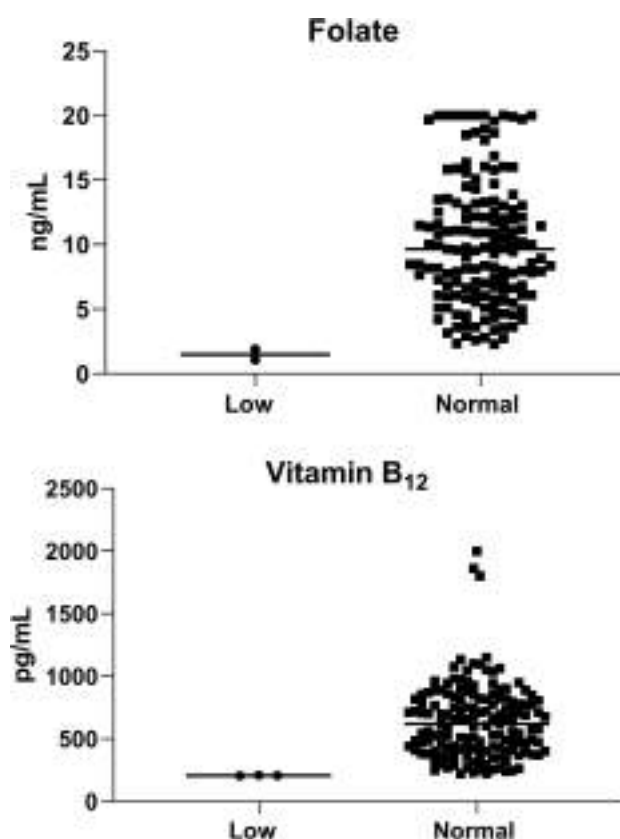 Folate
25
20
15
10
5
0
ng/mL
Low Normal
Vitamin B₁₂
2500
2000
1500
1000
500
0
pg/mL
Low Normal